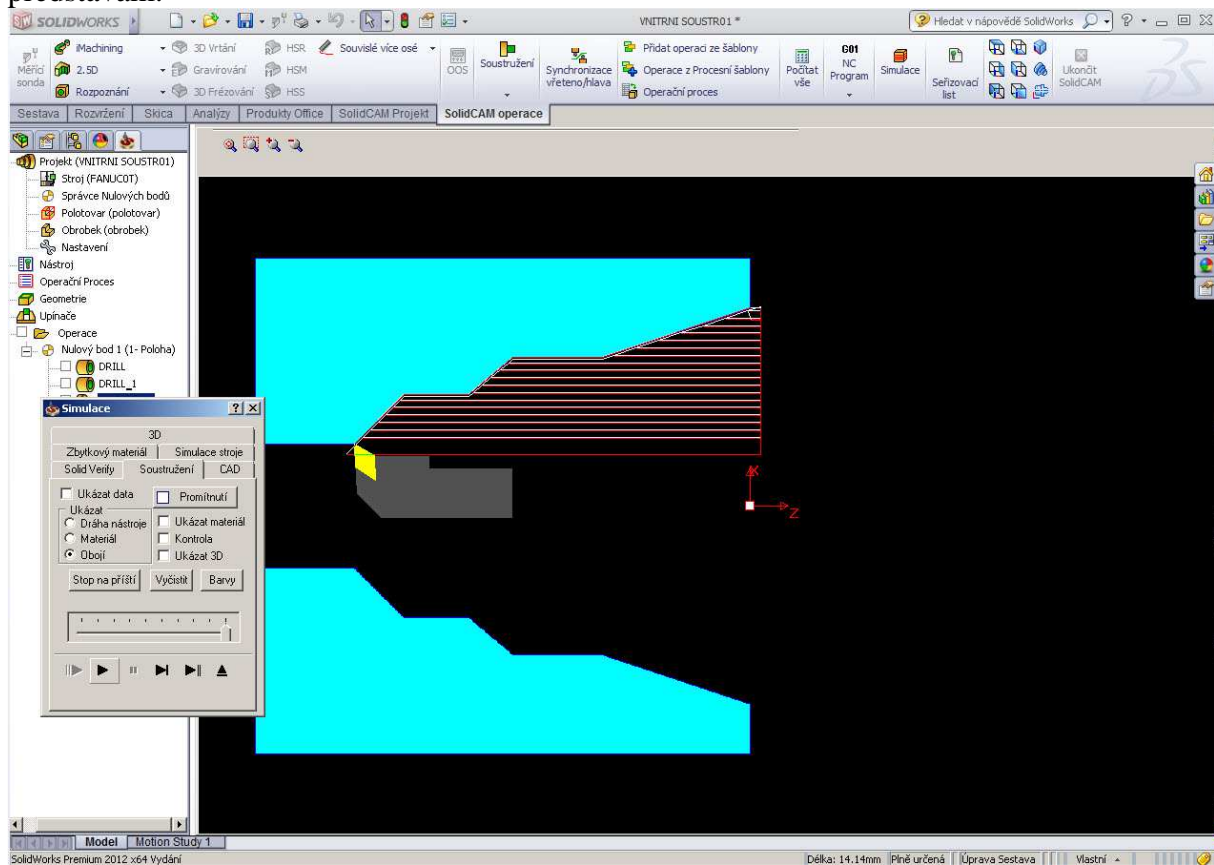 představám.
SOLIDWORKS
VNITRNI SOUSTR01 *
Hledat v nápovědě SolidWorks
Měřicí sonda
iMachining
2.5D
Rozpoznání
3D Vrtání
Gravírování
3D Frézování
HSR
HSM
HSS
Souvislé více osé
OOS
Soustružení
Synchronizace vřeteno/hlava
Přidat operaci ze šablony
Operace z Procesní šablony
Operační proces
Počítat vše
G01
NC Program
Simulace
Seřizovací list
Ukončit SolidCAM
Sestava
Rozvržení
Skica
Analýzy
Produkty Office
SolidCAM Projekt
SolidCAM operace
Projekt (VNITRNI SOUSTR01)
Stroj (FANUC0T)
Správce Nulových bodů
Polotovar (polotovar)
Obrobek (obrobek)
Nastavení
Nástroj
Operační Proces
Geometrie
Upínače
Operace
Nulový bod 1 (1- Poloha)
DRILL
DRILL_1
Simulace
3D
Zbytkový materiál
Simulace stroje
Solid Verify
Soustružení
CAD
Ukázat data
Promítnutí
Ukázat
Dráha nástroje
Materiál
Obojí
Ukázat materiál
Kontrola
Ukázat 3D
Stop na příští
Vyčistit
Barvy
X
Z
Model
Motion Study 1
SolidWorks Premium 2012 x64 Vydání
Délka: 14.14mm
Plně určená
Úprava Sestava
Vlastní